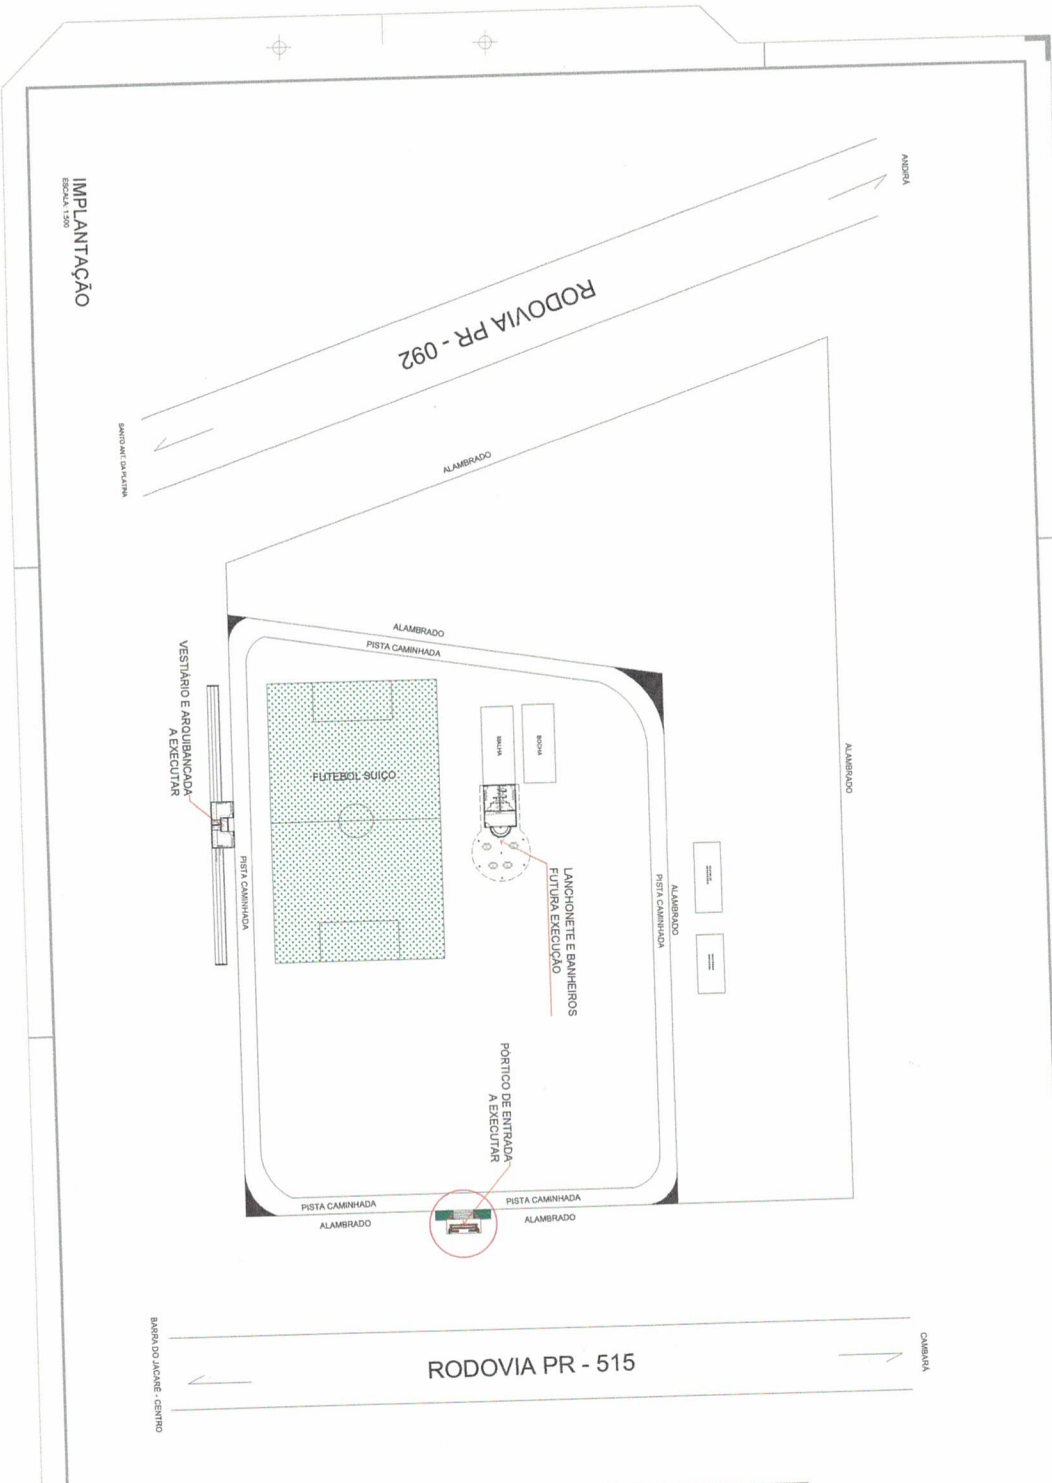 ANDIRÁ
RODOVIA PR - 092
SANTO ANT. DA PLATINA
IMPLANTAÇÃO
ESCALA: 1:500
ALAMBRADO
ALAMBRADO
PISTA CAMINHADA
VESTIÁRIO E ARQUIBANCADA
A EXECUTAR
FUTEBOL SUIÇO
MALHA
BOCHA
ALAMBRADO
PISTA CAMINHADA
LANCHONETE E BANHEIROS
FUTURA EXECUÇÃO
PISTA CAMINHADA
ALAMBRADO
PÓRTICO DE ENTRADA
A EXECUTAR
PISTA CAMINHADA
ALAMBRADO
PISTA CAMINHADA
ALAMBRADO
CAMBARÁ
RODOVIA PR - 515
BARRA DO JACARÉ - CENTRO